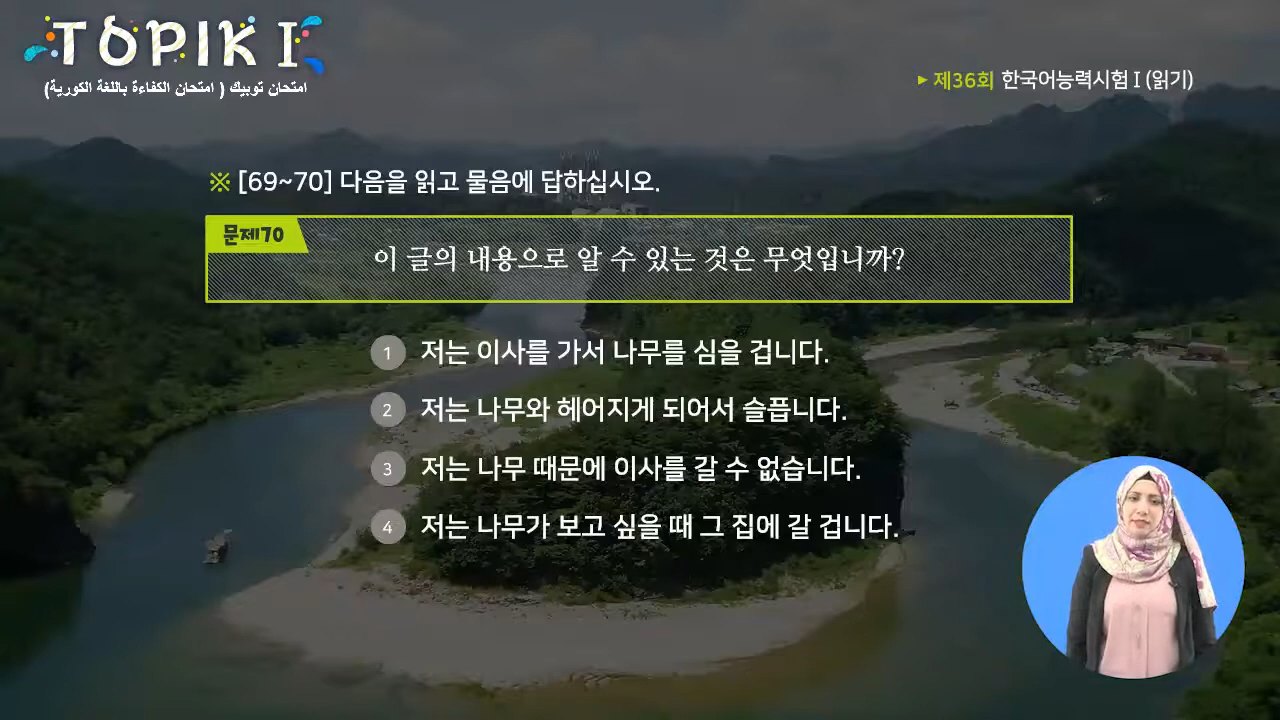 TOPIK I
امتحان توبيك ( امتحان الكفاءة باللغة الكورية)
▸ 제36회 한국어능력시험 I (읽기)
※ [69~70] 다음을 읽고 물음에 답하십시오.
문제70
이 글의 내용으로 알 수 있는 것은 무엇입니까?
1 저는 이사를 가서 나무를 심을 겁니다.
2 저는 나무와 헤어지게 되어서 슬픕니다.
3 저는 나무 때문에 이사를 갈 수 없습니다.
4 저는 나무가 보고 싶을 때 그 집에 갈 겁니다.